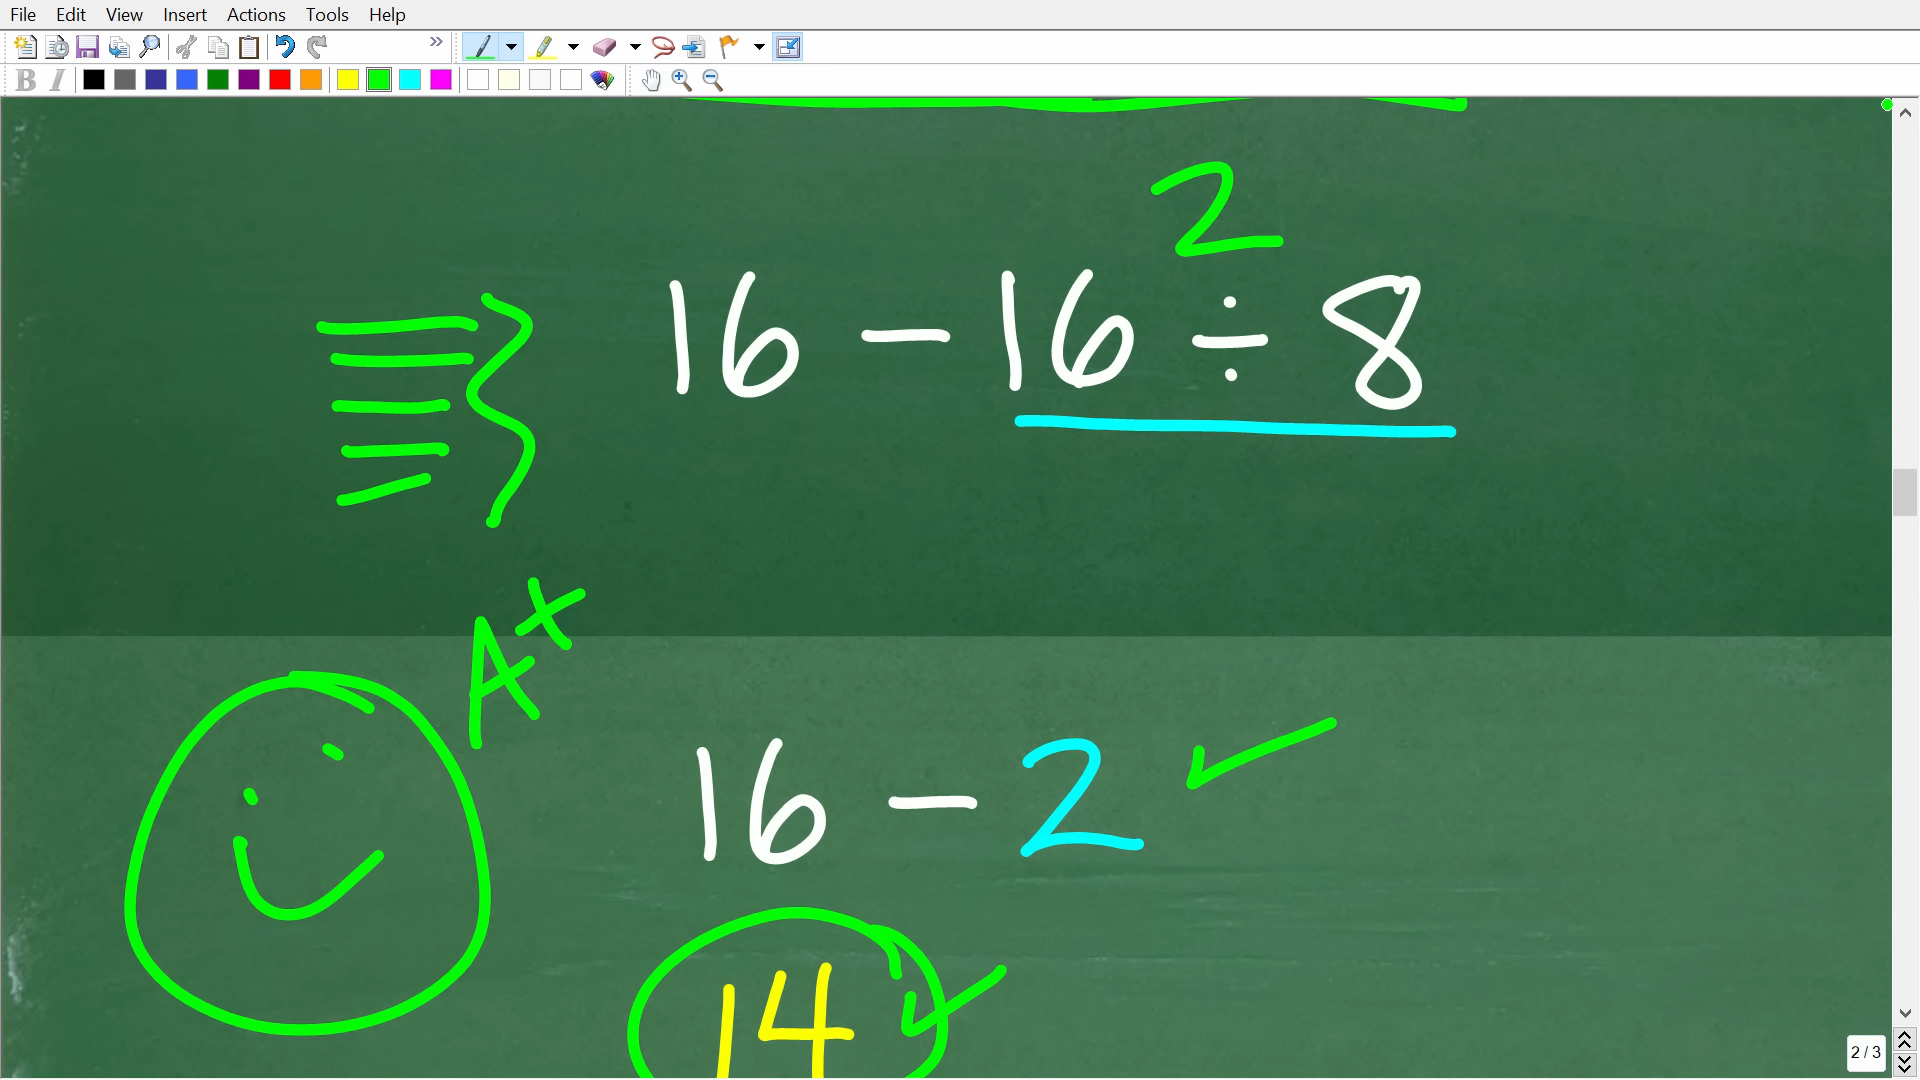 File Edit View Insert Actions Tools Help
B I
2
16 − 16 ÷ 8
A+
16 − 2
14
2 / 3